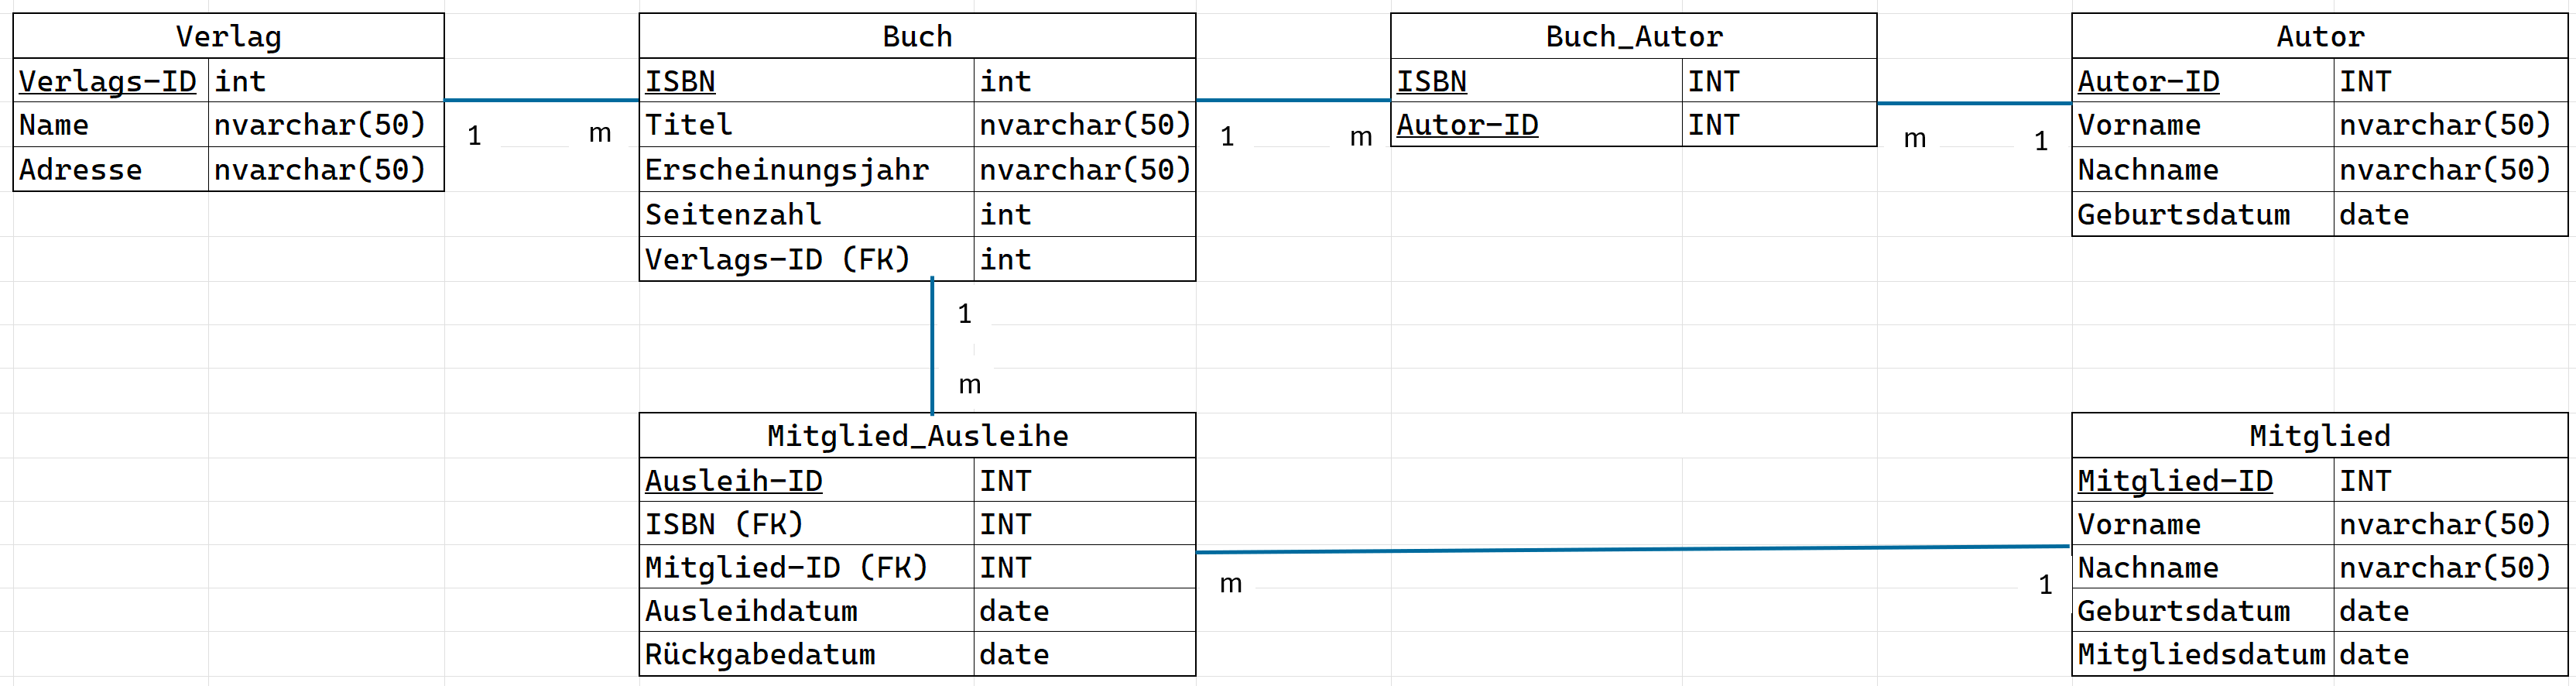 Verlag
Verlags-ID int
Name nvarchar(50)
Adresse nvarchar(50)
1 m
Buch
ISBN int
Titel nvarchar(50)
Erscheinungsjahr nvarchar(50)
Seitenzahl int
Verlags-ID (FK) int
1 m
Buch_Autor
ISBN INT
Autor-ID INT
m 1
Autor
Autor-ID INT
Vorname nvarchar(50)
Nachname nvarchar(50)
Geburtsdatum date
1
m
Mitglied_Ausleihe
Ausleih-ID INT
ISBN (FK) INT
Mitglied-ID (FK) INT
Ausleihdatum date
Rückgabedatum date
m 1
Mitglied
Mitglied-ID INT
Vorname nvarchar(50)
Nachname nvarchar(50)
Geburtsdatum date
Mitgliedsdatum date